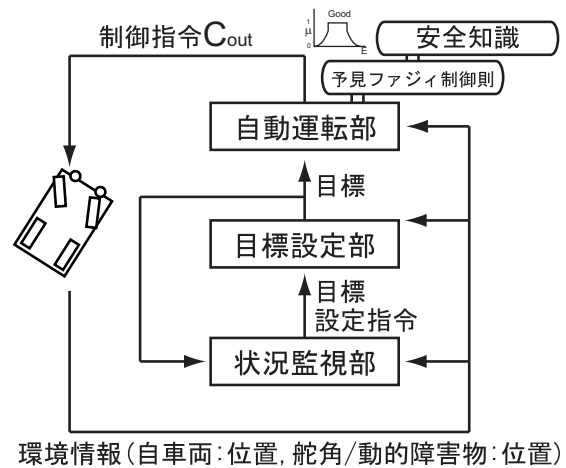 制御指令Cout
1
μ
0
Good
E
安全知識
予見ファジィ制御則
自動運転部
目標
目標設定部
目標
設定指令
状況監視部
環境情報(自車両:位置, 舵角/動的障害物:位置)